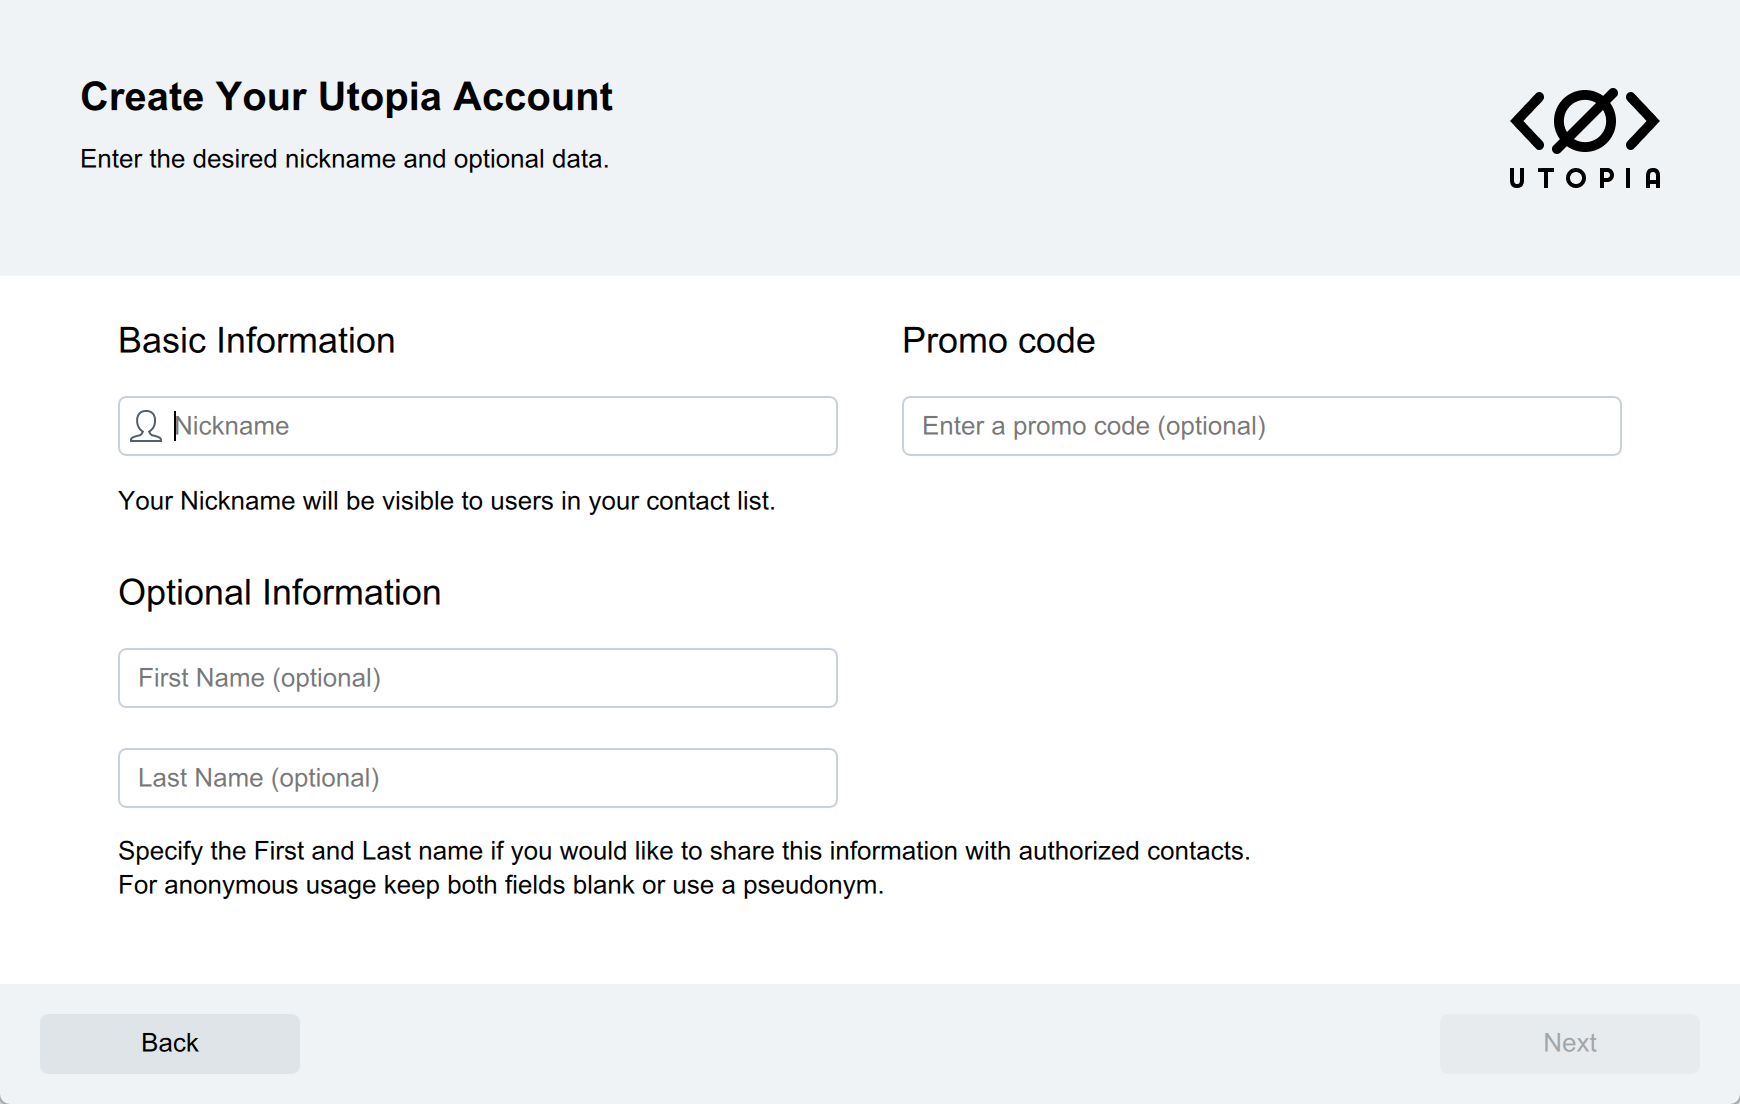 Create Your Utopia Account
Enter the desired nickname and optional data.
UTOPIA
Basic Information
Nickname
Your Nickname will be visible to users in your contact list.
Promo code
Enter a promo code (optional)
Optional Information
First Name (optional)
Last Name (optional)
Specify the First and Last name if you would like to share this information with authorized contacts.
For anonymous usage keep both fields blank or use a pseudonym.
Back
Next